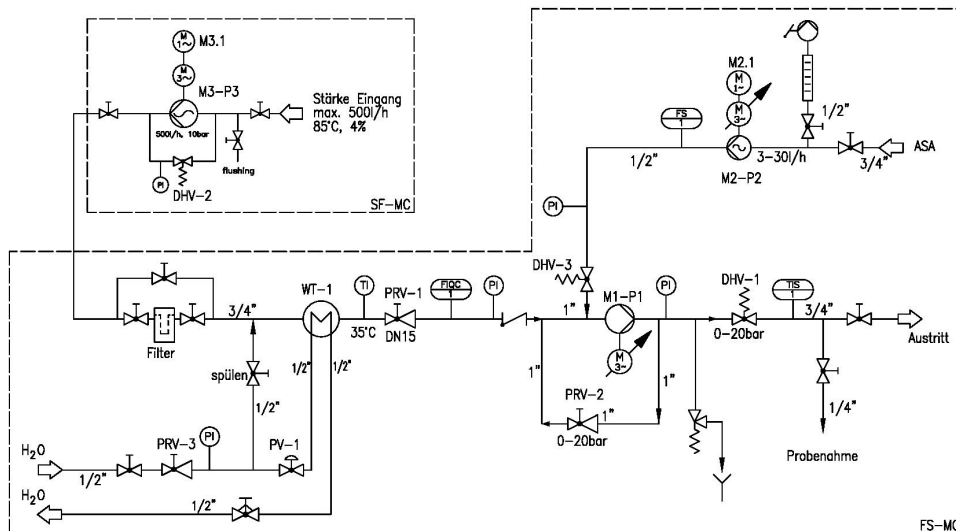 M
1~
M3.1
M
3~
M3-P3
500l/h, 10bar
Stärke Eingang
max. 500l/h
85°C, 4%
flushing
PI
DHV-2
SF-MC
M2.1
M
1~
M
3~
FS
1
1/2"
1/2"
3-30l/h
3/4"
ASA
M2-P2
PI
DHV-3
WT-1
TI
PRV-1
FIQC
1
PI
M1-P1
PI
DHV-1
TIS
1
3/4"
35°C
DN15
1"
0-20bar
3/4"
Austritt
Filter
M
3~
spülen
1/2"
1/2"
1"
1"
1"
PRV-2
1"
0-20bar
1/4"
1/2"
H2O
PRV-3
PI
PV-1
1/2"
Probenahme
H2O
1/2"
FS-MC